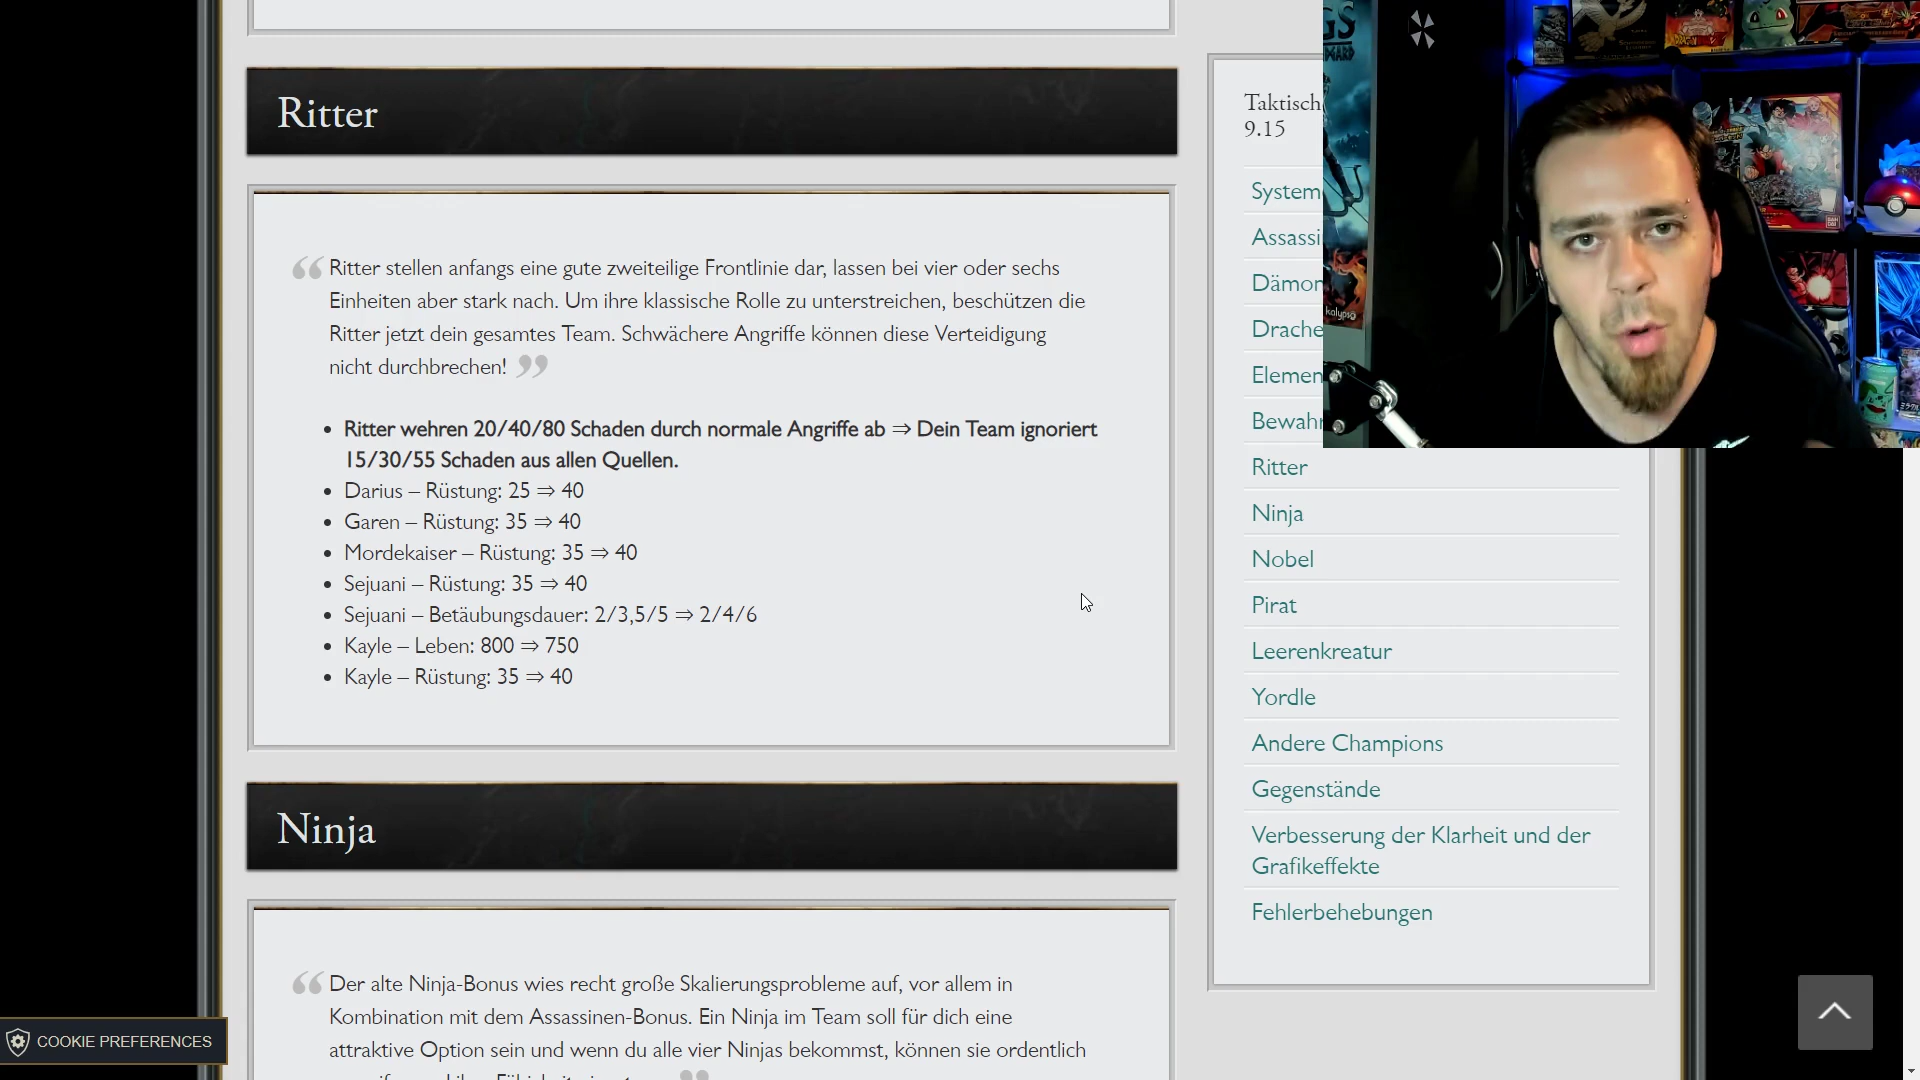 Ritter
Ritter stellen anfangs eine gute zweiteilige Frontlinie dar, lassen bei vier oder sechs
Einheiten aber stark nach. Um ihre klassische Rolle zu unterstreichen, beschützen die
Ritter jetzt dein gesamtes Team. Schwächere Angriffe können diese Verteidigung
nicht durchbrechen!
• Ritter wehren 20/40/80 Schaden durch normale Angriffe ab ⇒ Dein Team ignoriert
15/30/55 Schaden aus allen Quellen.
• Darius – Rüstung: 25 ⇒ 40
• Garen – Rüstung: 35 ⇒ 40
• Mordekaiser – Rüstung: 35 ⇒ 40
• Sejuani – Rüstung: 35 ⇒ 40
• Sejuani – Betäubungsdauer: 2/3,5/5 ⇒ 2/4/6
• Kayle – Leben: 800 ⇒ 750
• Kayle – Rüstung: 35 ⇒ 40
Ninja
Der alte Ninja-Bonus wies recht große Skalierungsprobleme auf, vor allem in
Kombination mit dem Assassinen-Bonus. Ein Ninja im Team soll für dich eine
attraktive Option sein und wenn du alle vier Ninjas bekommst, können sie ordentlich
COOKIE PREFERENCES
Taktisch
9.15
System
Assassi
Dämon
Drache
Elemen
Bewahr
Ritter
Ninja
Nobel
Pirat
Leerenkreatur
Yordle
Andere Champions
Gegenstände
Verbesserung der Klarheit und der
Grafikeffekte
Fehlerbehebungen
kalypso